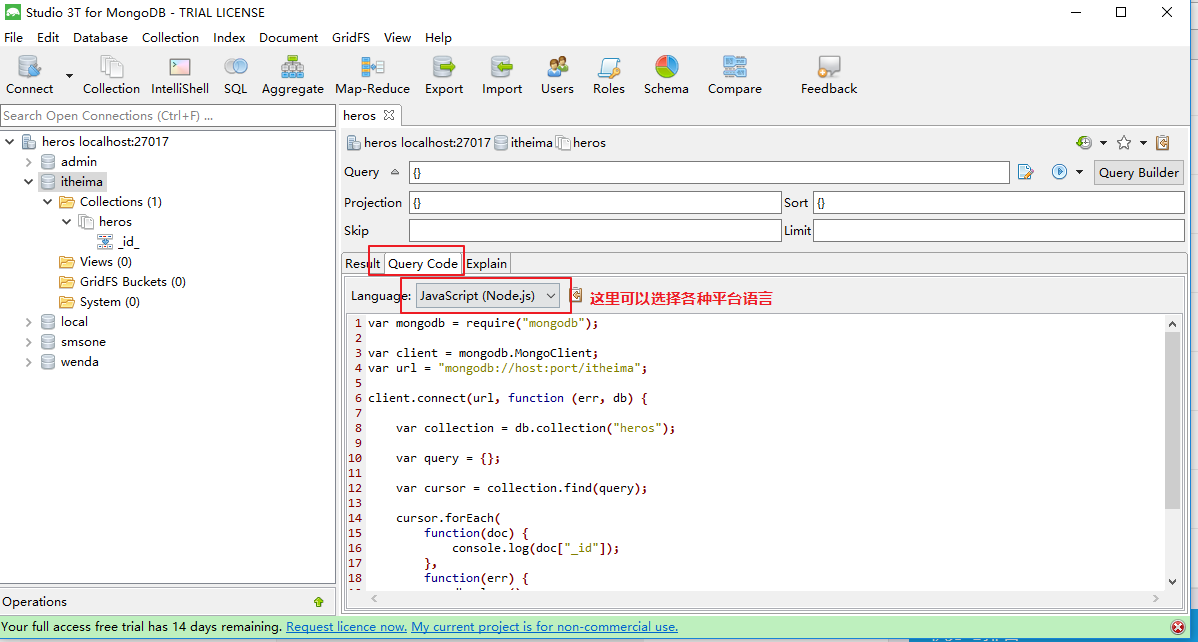 Studio 3T for MongoDB - TRIAL LICENSE
File Edit Database Collection Index Document GridFS View Help
Connect Collection IntelliShell SQL Aggregate Map-Reduce Export Import Users Roles Schema Compare Feedback
Search Open Connections (Ctrl+F) ...
heros localhost:27017
admin
itheima
Collections (1)
heros
_id_
Views (0)
GridFS Buckets (0)
System (0)
local
smsone
wenda
Operations
heros
heros localhost:27017 itheima heros
Query {} Query Builder
Projection {} Sort {}
Skip Limit
Result Query Code Explain
Language: JavaScript (Node.js) 这里可以选择各种平台语言
1 var mongodb = require("mongodb");
2
3 var client = mongodb.MongoClient;
4 var url = "mongodb://host:port/itheima";
5
6 client.connect(url, function (err, db) {
7
8 var collection = db.collection("heros");
9
10 var query = {};
11
12 var cursor = collection.find(query);
13
14 cursor.forEach(
15 function(doc) {
16 console.log(doc["_id"]);
17 },
18 function(err) {
Your full access free trial has 14 days remaining. Request licence now. My current project is for non-commercial use.